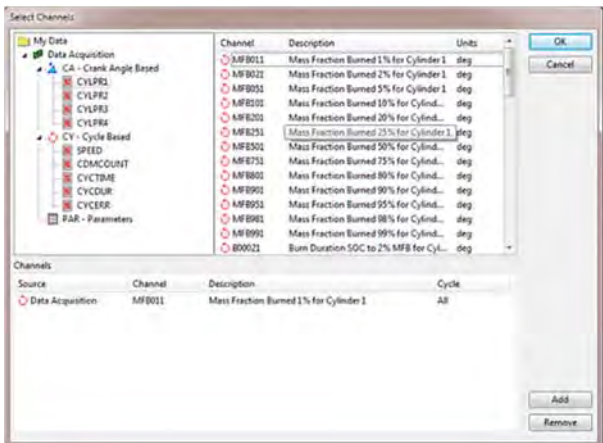 Select Channels
My Data
Data Acquisition
CA - Crank Angle Based
CYLPR1
CYLPR2
CYLPR3
CYLPR4
CY - Cycle Based
SPEED
CDMCOUNT
CYCTIME
CYCDUR
CYCERR
PAR - Parameters
Channel Description Units
MFB011 Mass Fraction Burned 1% for Cylinder 1 deg
MFB021 Mass Fraction Burned 2% for Cylinder 1 deg
MFB051 Mass Fraction Burned 5% for Cylinder 1 deg
MFB101 Mass Fraction Burned 10% for Cylind... deg
MFB201 Mass Fraction Burned 20% for Cylind... deg
MFB251 Mass Fraction Burned 25% for Cylinder 1 deg
MFB501 Mass Fraction Burned 50% for Cylind... deg
MFB751 Mass Fraction Burned 75% for Cylind... deg
MFB801 Mass Fraction Burned 80% for Cylind... deg
MFB901 Mass Fraction Burned 90% for Cylind... deg
MFB951 Mass Fraction Burned 95% for Cylind... deg
MFB981 Mass Fraction Burned 98% for Cylind... deg
MFB991 Mass Fraction Burned 99% for Cylind... deg
B00021 Burn Duration SOC to 2% MFB for Cyl... deg
OK
Cancel
Channels
Source Channel Description Cycle
Data Acquisition MFB011 Mass Fraction Burned 1% for Cylinder 1 All
Add
Remove